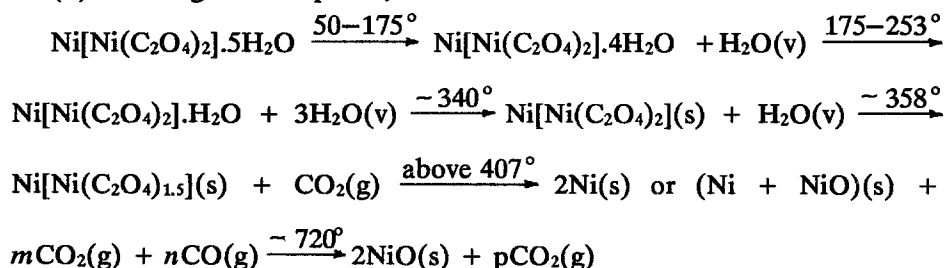 Ni[Ni(C₂O₄)₂].5H₂O 50–175° → Ni[Ni(C₂O₄)₂].4H₂O + H₂O(v) 175–253° →
Ni[Ni(C₂O₄)₂].H₂O + 3H₂O(v) ~340° → Ni[Ni(C₂O₄)₂](s) + H₂O(v) ~358° →
Ni[Ni(C₂O₄)₁.₅](s) + CO₂(g) above 407° → 2Ni(s) or (Ni + NiO)(s) +
mCO₂(g) + nCO(g) ~720° → 2NiO(s) + pCO₂(g)